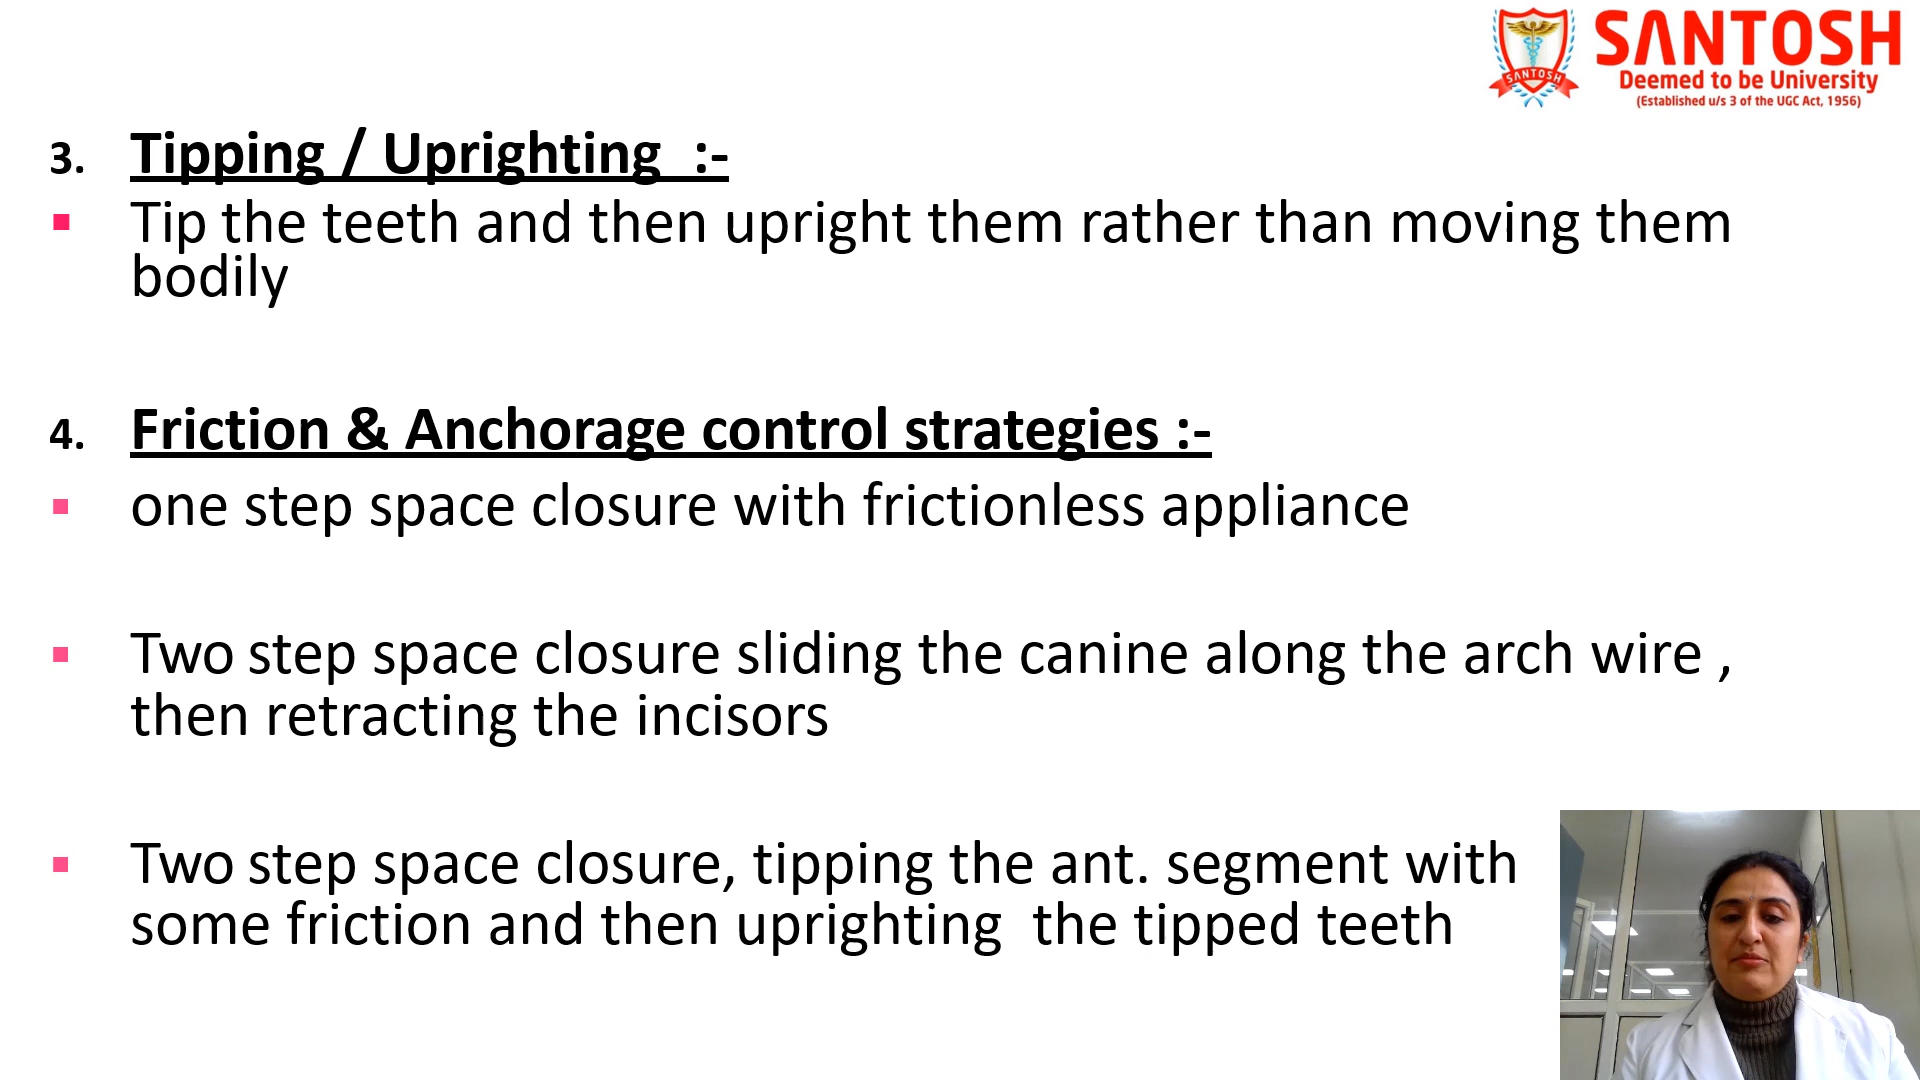 SANTOSH
Deemed to be University
(Established u/s 3 of the UGC Act, 1956)
SANTOSH
3. Tipping / Uprighting :-
▪ Tip the teeth and then upright them rather than moving them
bodily
4. Friction & Anchorage control strategies :-
▪ one step space closure with frictionless appliance
▪ Two step space closure sliding the canine along the arch wire ,
then retracting the incisors
▪ Two step space closure, tipping the ant. segment with
some friction and then uprighting the tipped teeth